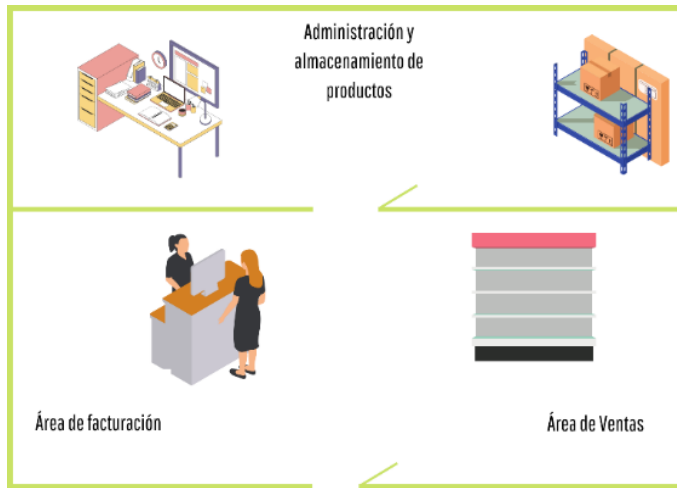 Administración y
almacenamiento de
productos
Área de facturación
Área de Ventas